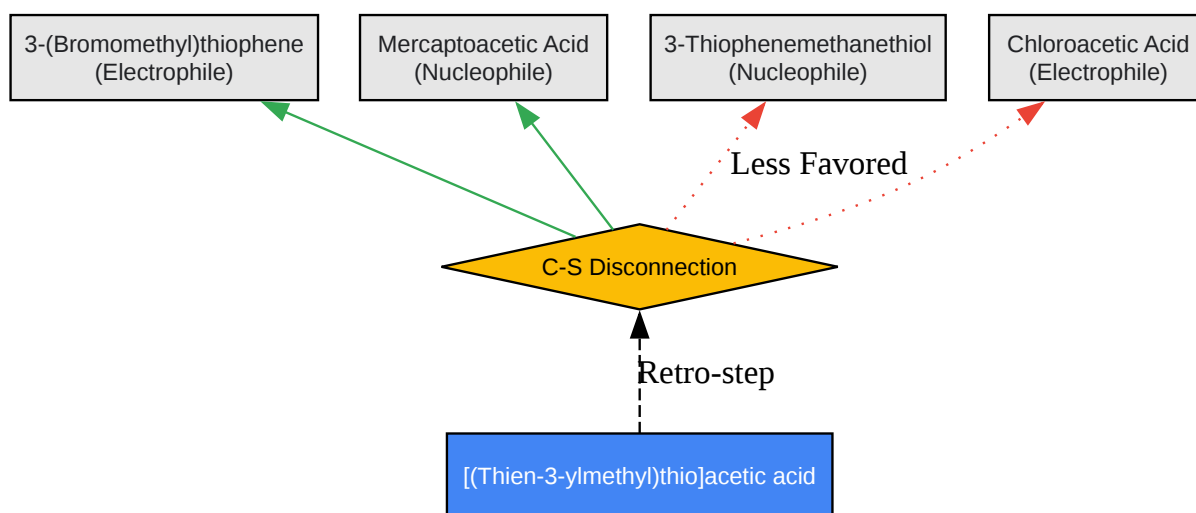 3-(Bromomethyl)thiophene
(Electrophile)
Mercaptoacetic Acid
(Nucleophile)
3-Thiophenemethanethiol
(Nucleophile)
Chloroacetic Acid
(Electrophile)
Less Favored
C-S Disconnection
Retro-step
[(Thien-3-ylmethyl)thio]acetic acid